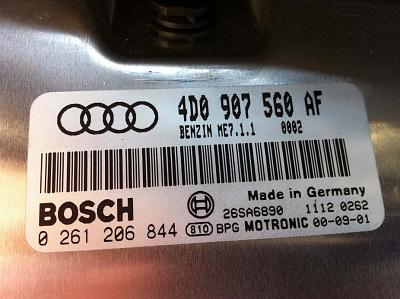 4D0 907 560 AF
BENZIN ME7.1.1 0002
Made in Germany
BOSCH 26SA6890 1112 0262
0 261 206 844 810 BPG MOTRONIC 00-09-01